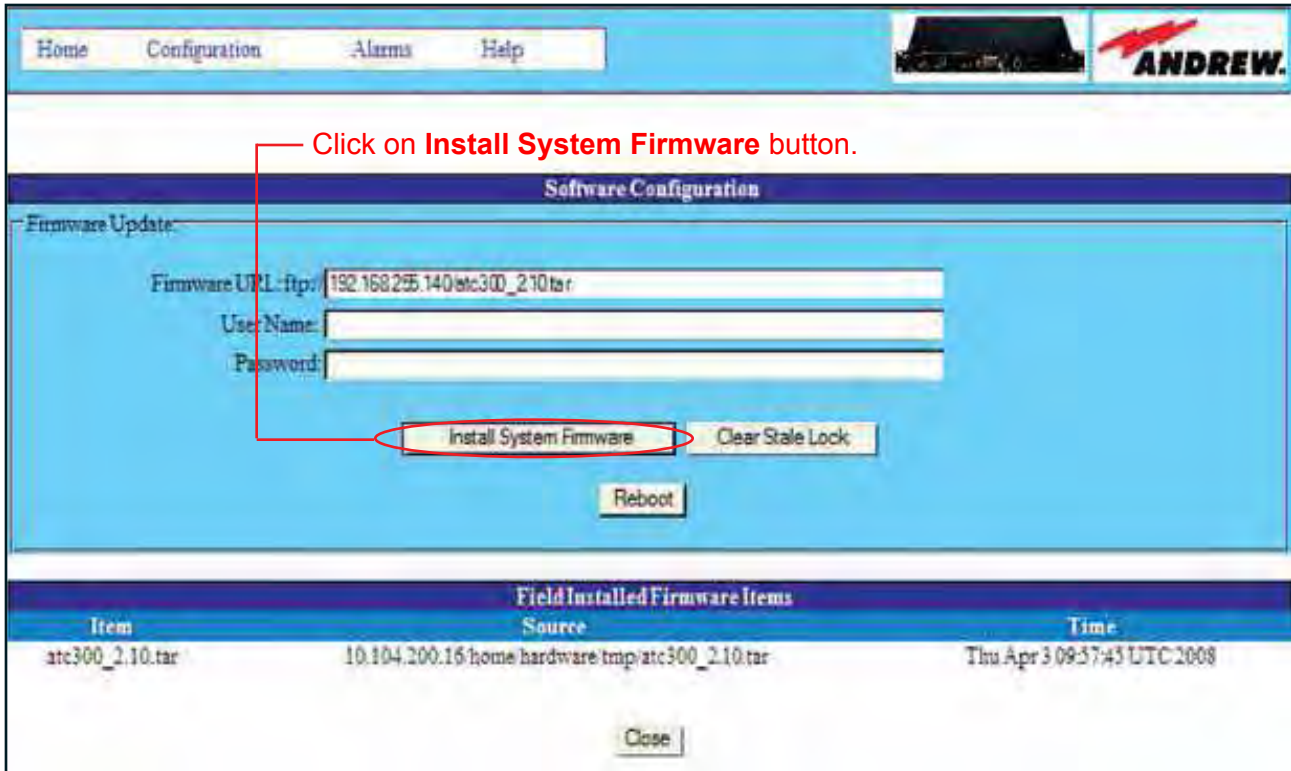 Home Configuration Alarms Help
ANDREW.
Click on Install System Firmware button.
Software Configuration
Firmware Update:
Firmware URL: ftp:// 192.168.255.140/atc300_2.10.tar
User Name:
Password:
Install System Firmware Clear Stale Lock
Reboot
Field Installed Firmware Items
Item Source Time
atc300_2.10.tar 10.104.200.16/home/hardware/tmp/atc300_2.10.tar Thu Apr 3 09:57:45 UTC 2008
Close